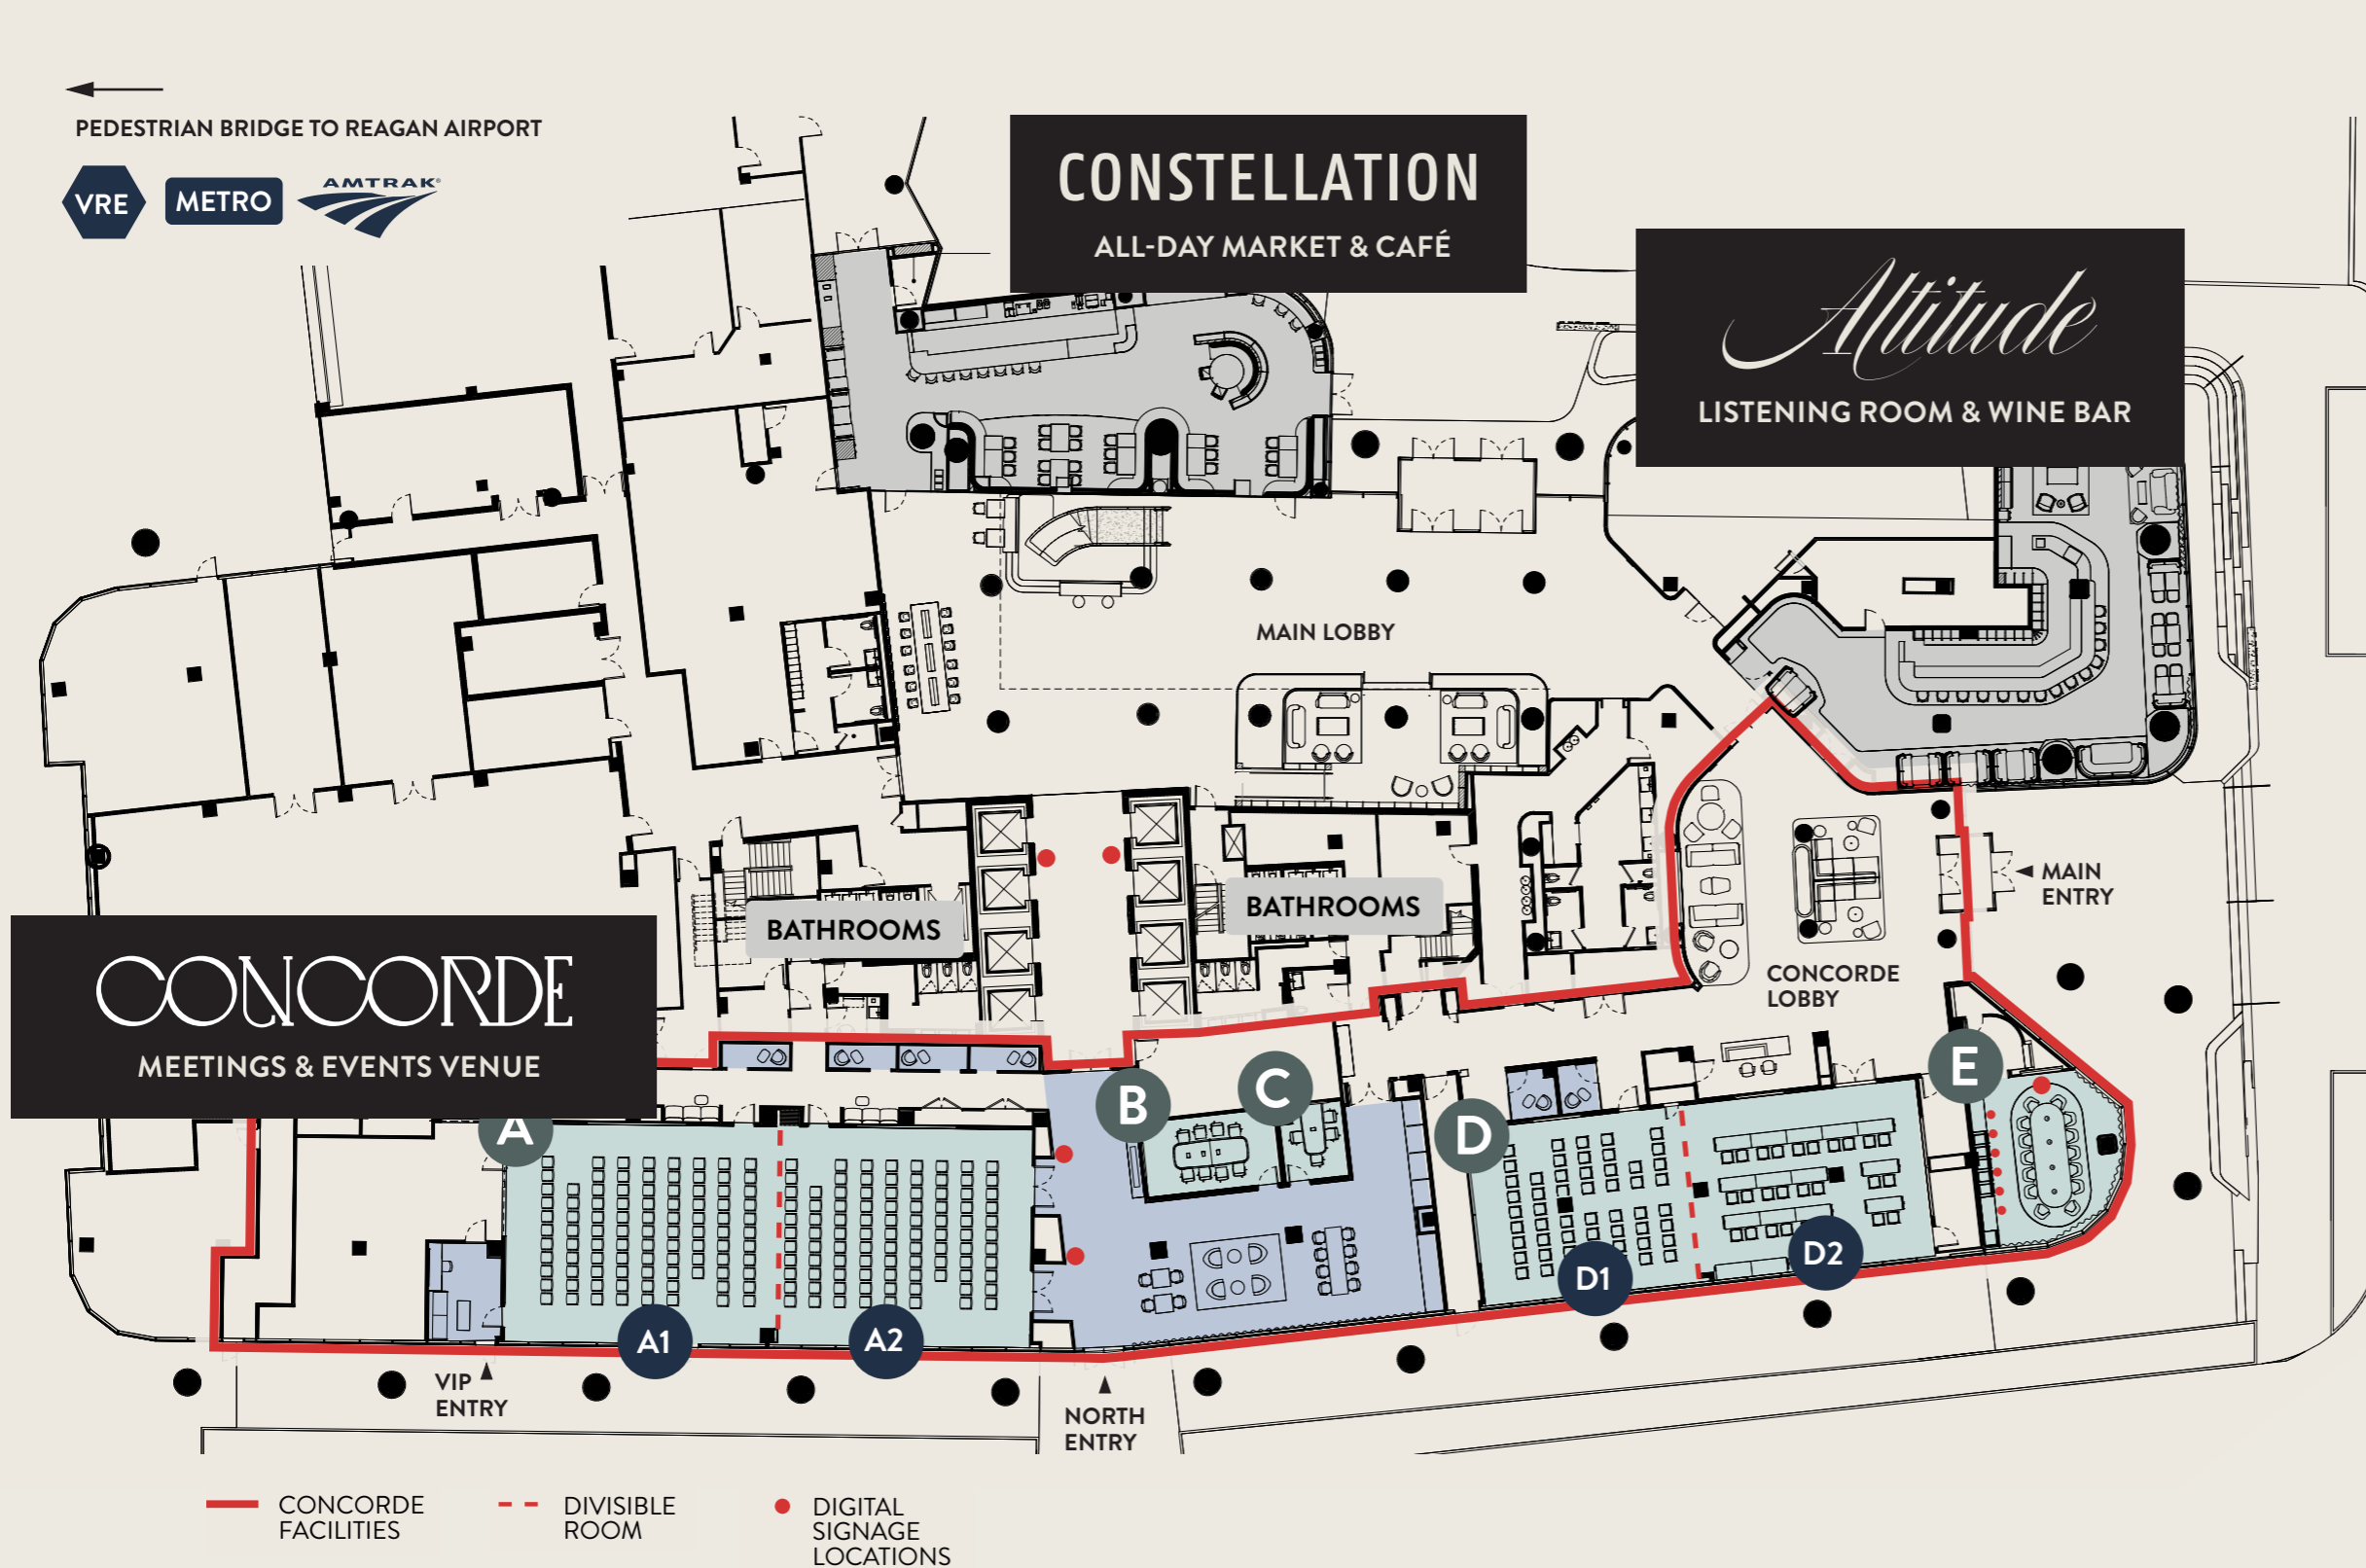 PEDESTRIAN BRIDGE TO REAGAN AIRPORT
VRE
METRO
AMTRAK®
CONSTELLATION
ALL-DAY MARKET & CAFÉ
Altitude
LISTENING ROOM & WINE BAR
MAIN LOBBY
MAIN
ENTRY
BATHROOMS
BATHROOMS
CONCORDE
MEETINGS & EVENTS VENUE
CONCORDE
LOBBY
A
B
C
D
E
A1
A2
D1
D2
VIP
ENTRY
NORTH
ENTRY
CONCORDE
FACILITIES
DIVISIBLE
ROOM
DIGITAL
SIGNAGE
LOCATIONS